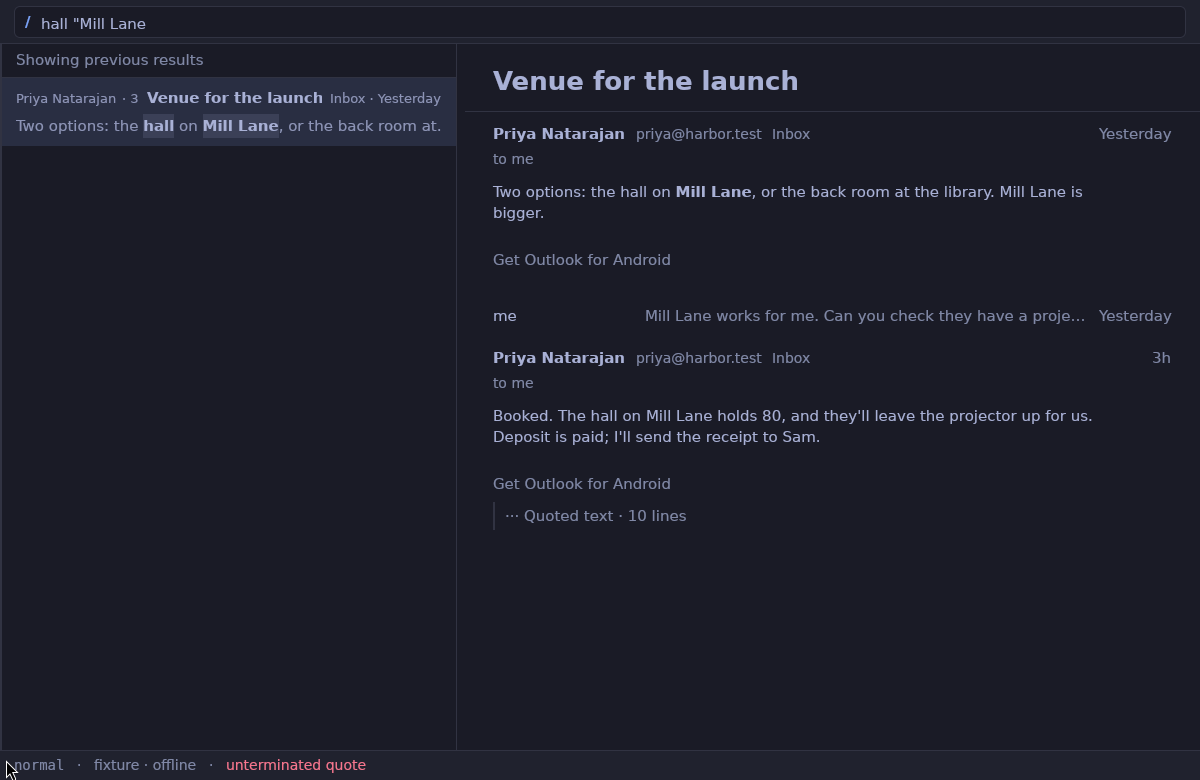 / hall "Mill Lane
Showing previous results
Priya Natarajan · 3 Venue for the launch Inbox · Yesterday
Two options: the hall on Mill Lane, or the back room at.
Venue for the launch
Priya Natarajan priya@harbor.test Inbox Yesterday
to me
Two options: the hall on Mill Lane, or the back room at the library. Mill Lane is
bigger.
Get Outlook for Android
me Mill Lane works for me. Can you check they have a proje… Yesterday
Priya Natarajan priya@harbor.test Inbox 3h
to me
Booked. The hall on Mill Lane holds 80, and they'll leave the projector up for us.
Deposit is paid; I'll send the receipt to Sam.
Get Outlook for Android
··· Quoted text · 10 lines
normal · fixture · offline · unterminated quote